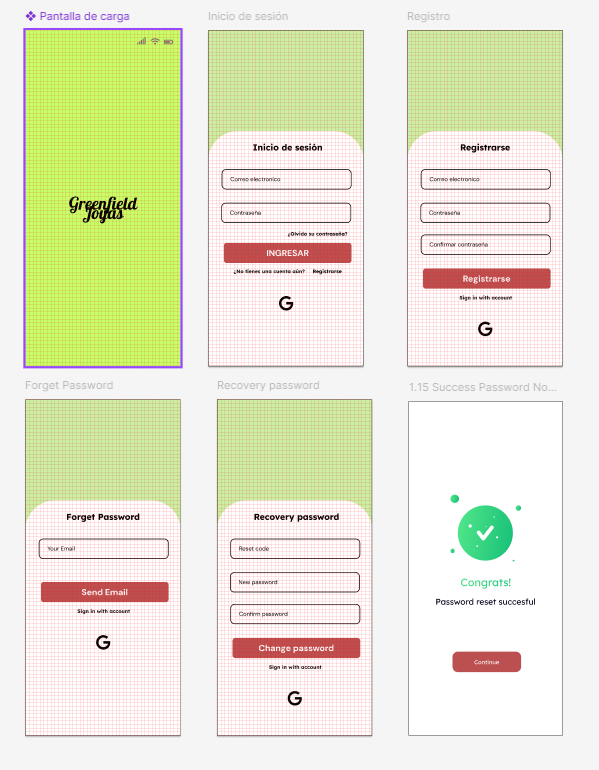 Pantalla de carga
Inicio de sesión
Registro
Greenfield
Joyas
Inicio de sesión
Correo electronico
Contraseña
¿Olvido su contraseña?
INGRESAR
¿No tienes una cuenta aún? Registrarse
G
Registrarse
Correo electronico
Contraseña
Confirmar contraseña
Registrarse
Sign in with account
G
Forget Password
Recovery password
1.15 Success Password No...
Forget Password
Your Email
Send Email
Sign in with account
G
Recovery password
Reset code
New password
Confirm password
Change password
Sign in with account
G
Congrats!
Password reset succesful
Continue